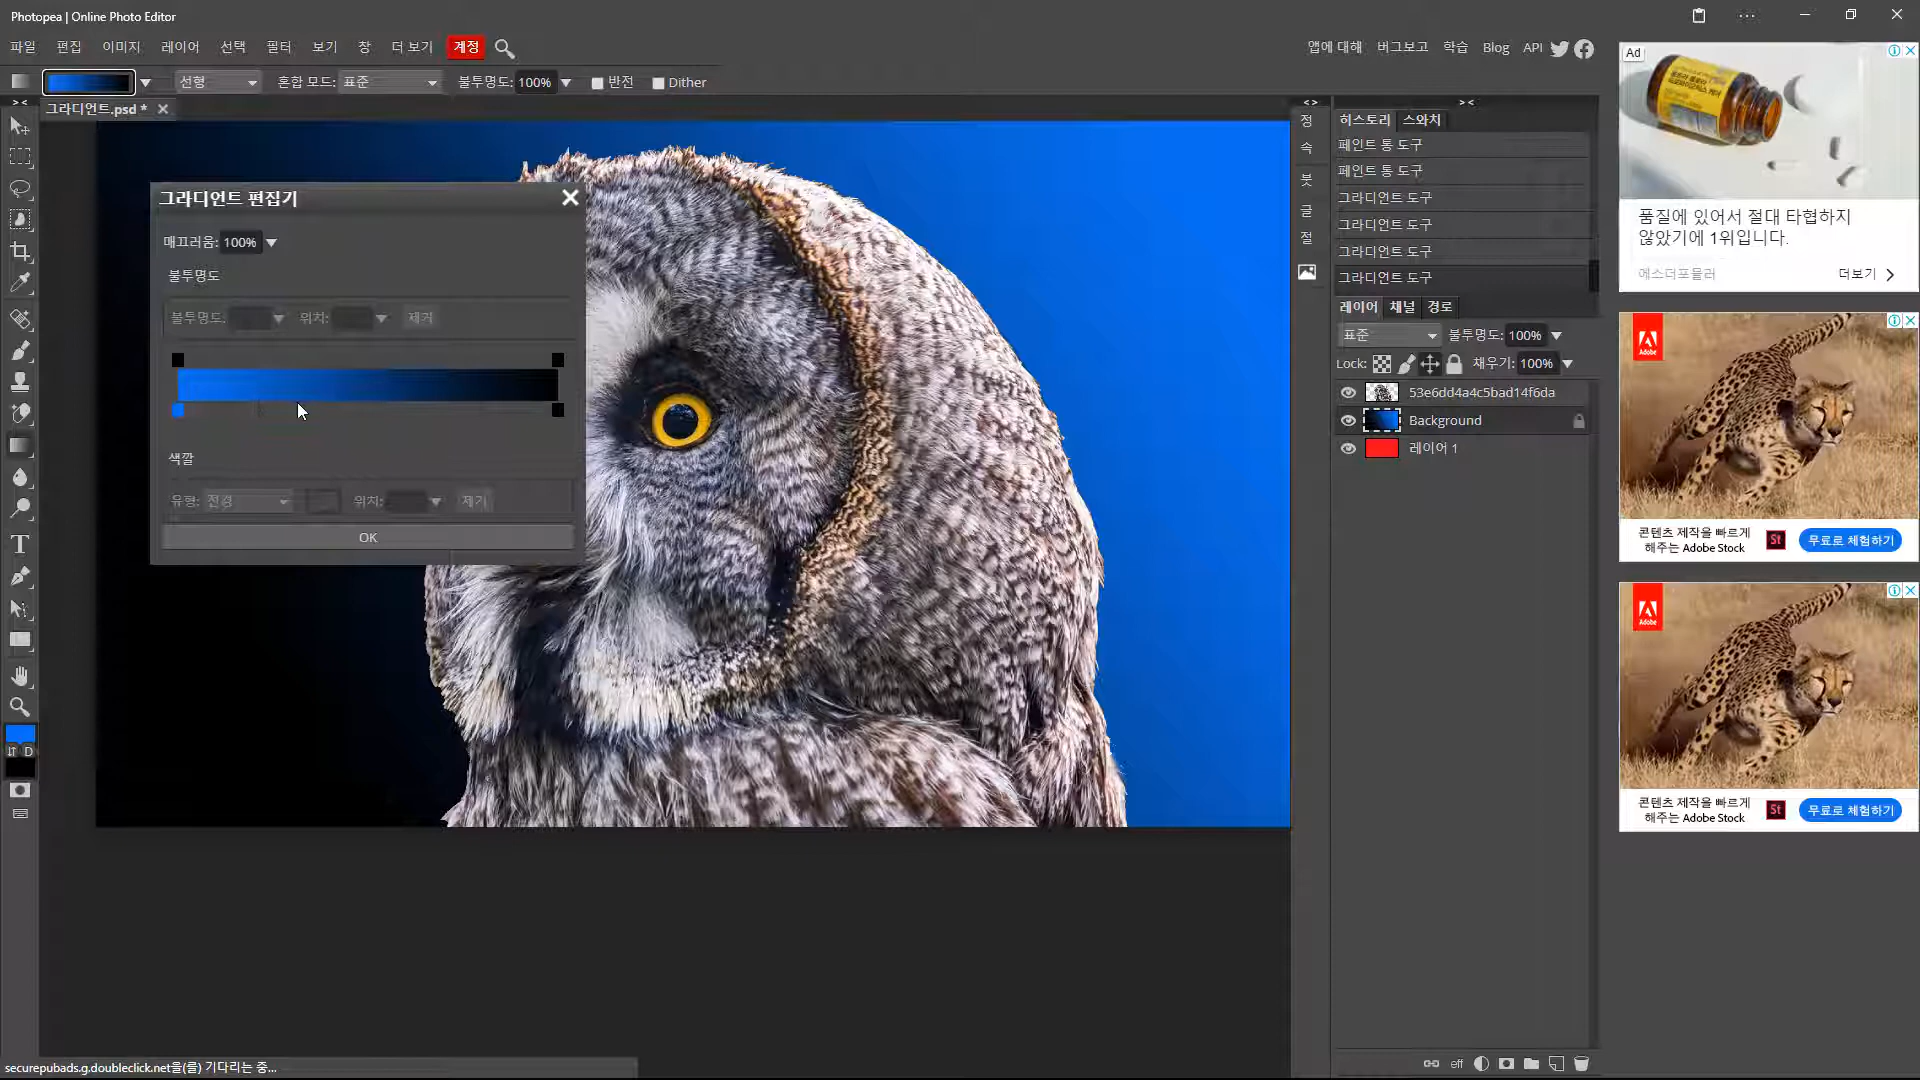 Photopea | Online Photo Editor
파일 편집 이미지 레이어 선택 필터 보기 창 더 보기 계정
앱에 대해 버그보고 학습 Blog API
선형 혼합 모드: 표준 불투명도: 100% 반전 Dither
그라디언트.psd *
그라디언트 편집기
매끄러움: 100%
불투명도
불투명도: 위치: 제거
색깔
유형: 전경 위치: 제거
OK
정
속
붓
글
절
히스토리 스와치
페인트 통 도구
페인트 통 도구
그라디언트 도구
그라디언트 도구
그라디언트 도구
그라디언트 도구
레이어 채널 경로
표준 불투명도: 100%
Lock: 채우기: 100%
53e6dd4a4c5bad14f6da
Background
레이어 1
eff
T
D
Ad
품질에 있어서 절대 타협하지
않았기에 1위입니다.
에스더포뮬러 더보기
Adobe
콘텐츠 제작을 빠르게
해주는 Adobe Stock
St
무료로 체험하기
Adobe
콘텐츠 제작을 빠르게
해주는 Adobe Stock
St
무료로 체험하기
securepubads.g.doubleclick.net을(를) 기다리는 중...